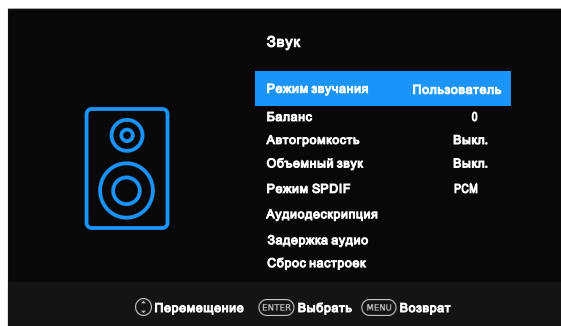 Звук
Режим звучания Пользователь
Баланс 0
Автогромкость Выкл.
Объемный звук Выкл.
Режим SPDIF PCM
Аудиодескрипция
Задержка аудио
Сброс настроек
Перемещение ENTER Выбрать MENU Возврат